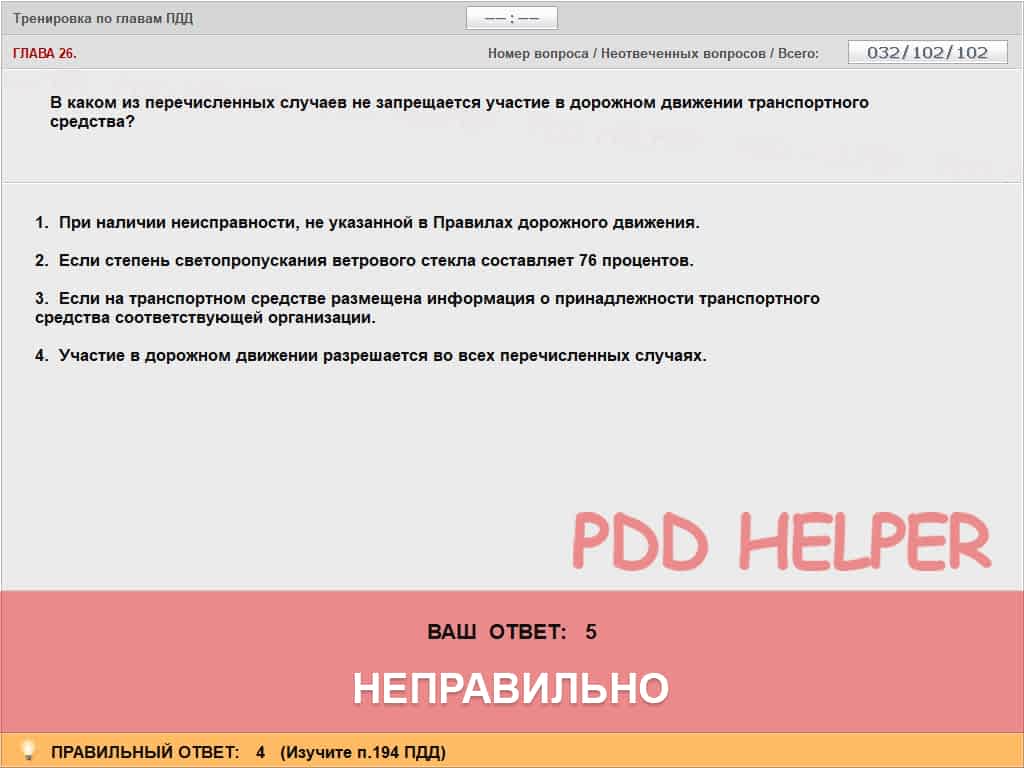 Тренировка по главам ПДД
–– : ––
ГЛАВА 26.
Номер вопроса / Неотвеченных вопросов / Всего:
032/102/102
В каком из перечисленных случаев не запрещается участие в дорожном движении транспортного
средства?
1. При наличии неисправности, не указанной в Правилах дорожного движения.
2. Если степень светопропускания ветрового стекла составляет 76 процентов.
3. Если на транспортном средстве размещена информация о принадлежности транспортного
средства соответствующей организации.
4. Участие в дорожном движении разрешается во всех перечисленных случаях.
PDD HELPER
ВАШ ОТВЕТ: 5
НЕПРАВИЛЬНО
ПРАВИЛЬНЫЙ ОТВЕТ: 4 (Изучите п.194 ПДД)